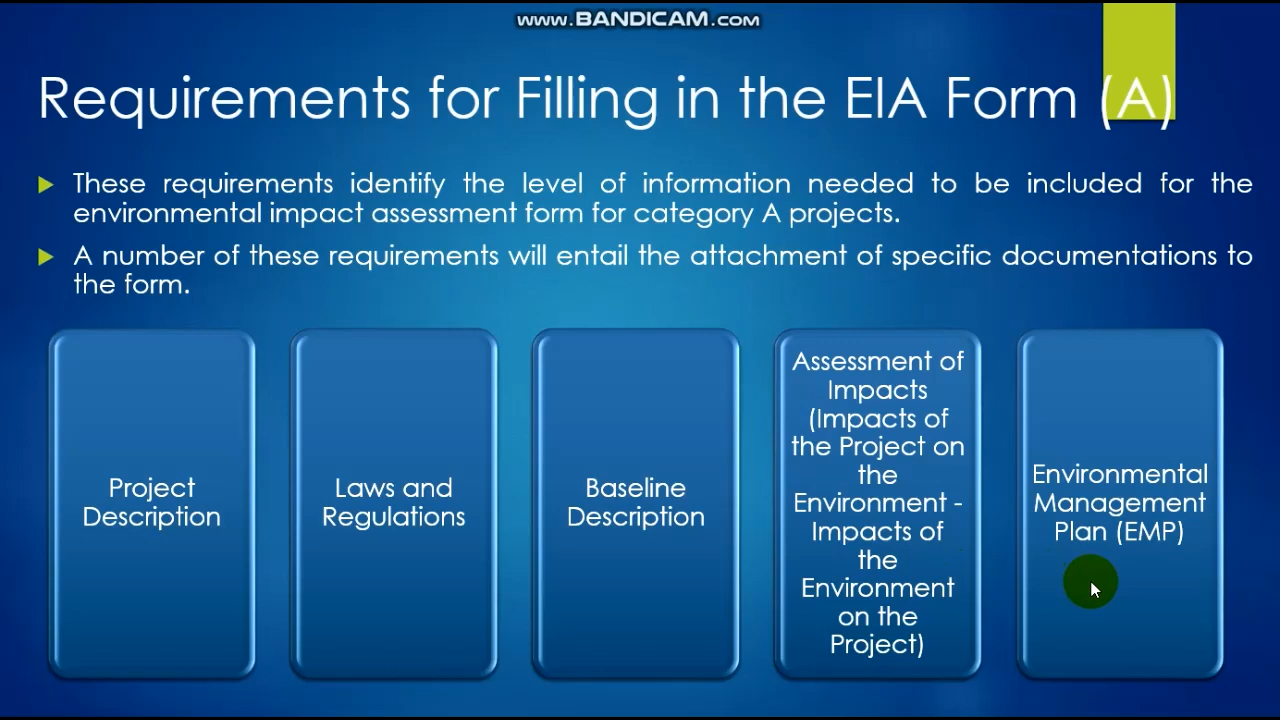 www.BANDICAM.com
Requirements for Filling in the EIA Form (A)
These requirements identify the level of information needed to be included for the
environmental impact assessment form for category A projects.
A number of these requirements will entail the attachment of specific documentations to
the form.
Project
Description
Laws and
Regulations
Baseline
Description
Assessment of
Impacts
(Impacts of
the Project on
the
Environment -
Impacts of
the
Environment
on the
Project)
Environmental
Management
Plan (EMP)